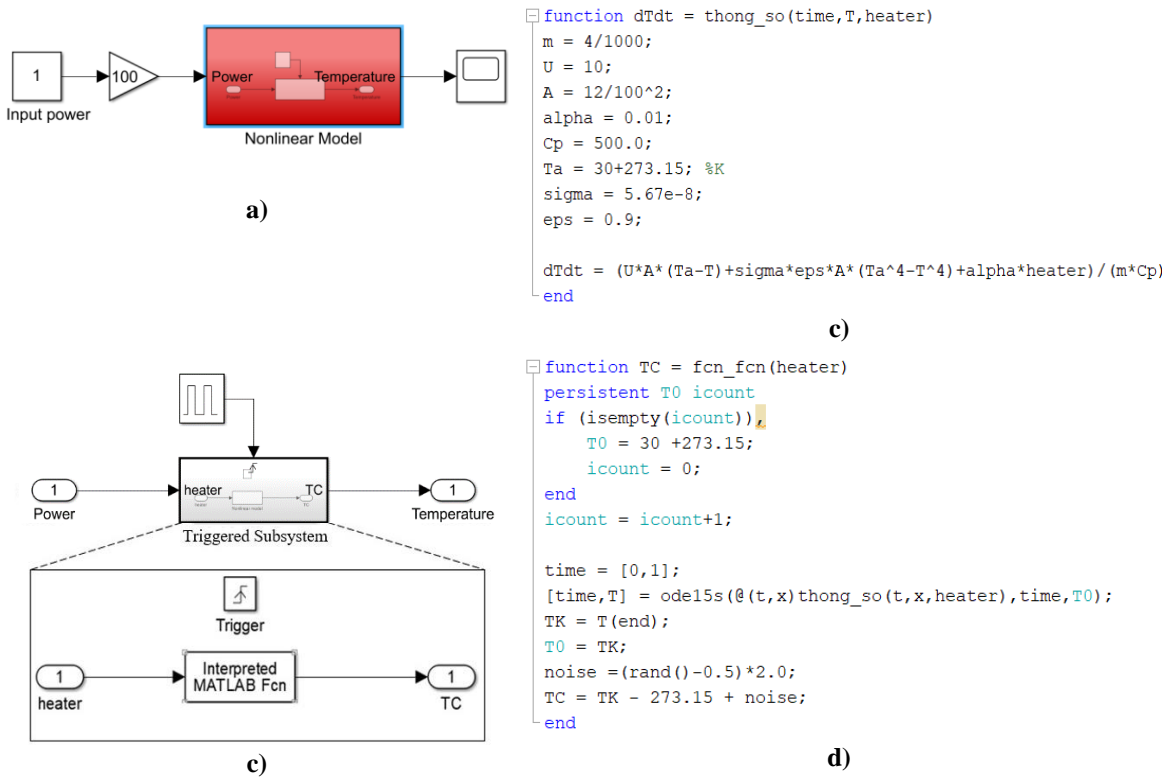 1
Input power
100
Power
Temperature
Nonlinear Model
a)
function dTdt = thong_so(time,T,heater)
m = 4/1000;
U = 10;
A = 12/100^2;
alpha = 0.01;
Cp = 500.0;
Ta = 30+273.15; %K
sigma = 5.67e-8;
eps = 0.9;
dTdt = (U*A*(Ta-T)+sigma*eps*A*(Ta^4-T^4)+alpha*heater)/(m*Cp)
end
c)
1
Power
heater
TC
Triggered Subsystem
1
Temperature
Trigger
1
heater
Interpreted
MATLAB Fcn
1
TC
c)
function TC = fcn_fcn(heater)
persistent T0 icount
if (isempty(icount)),
T0 = 30 +273.15;
icount = 0;
end
icount = icount+1;
time = [0,1];
[time,T] = ode15s(@(t,x)thong_so(t,x,heater),time,T0);
TK = T(end);
T0 = TK;
noise =(rand()-0.5)*2.0;
TC = TK - 273.15 + noise;
end
d)